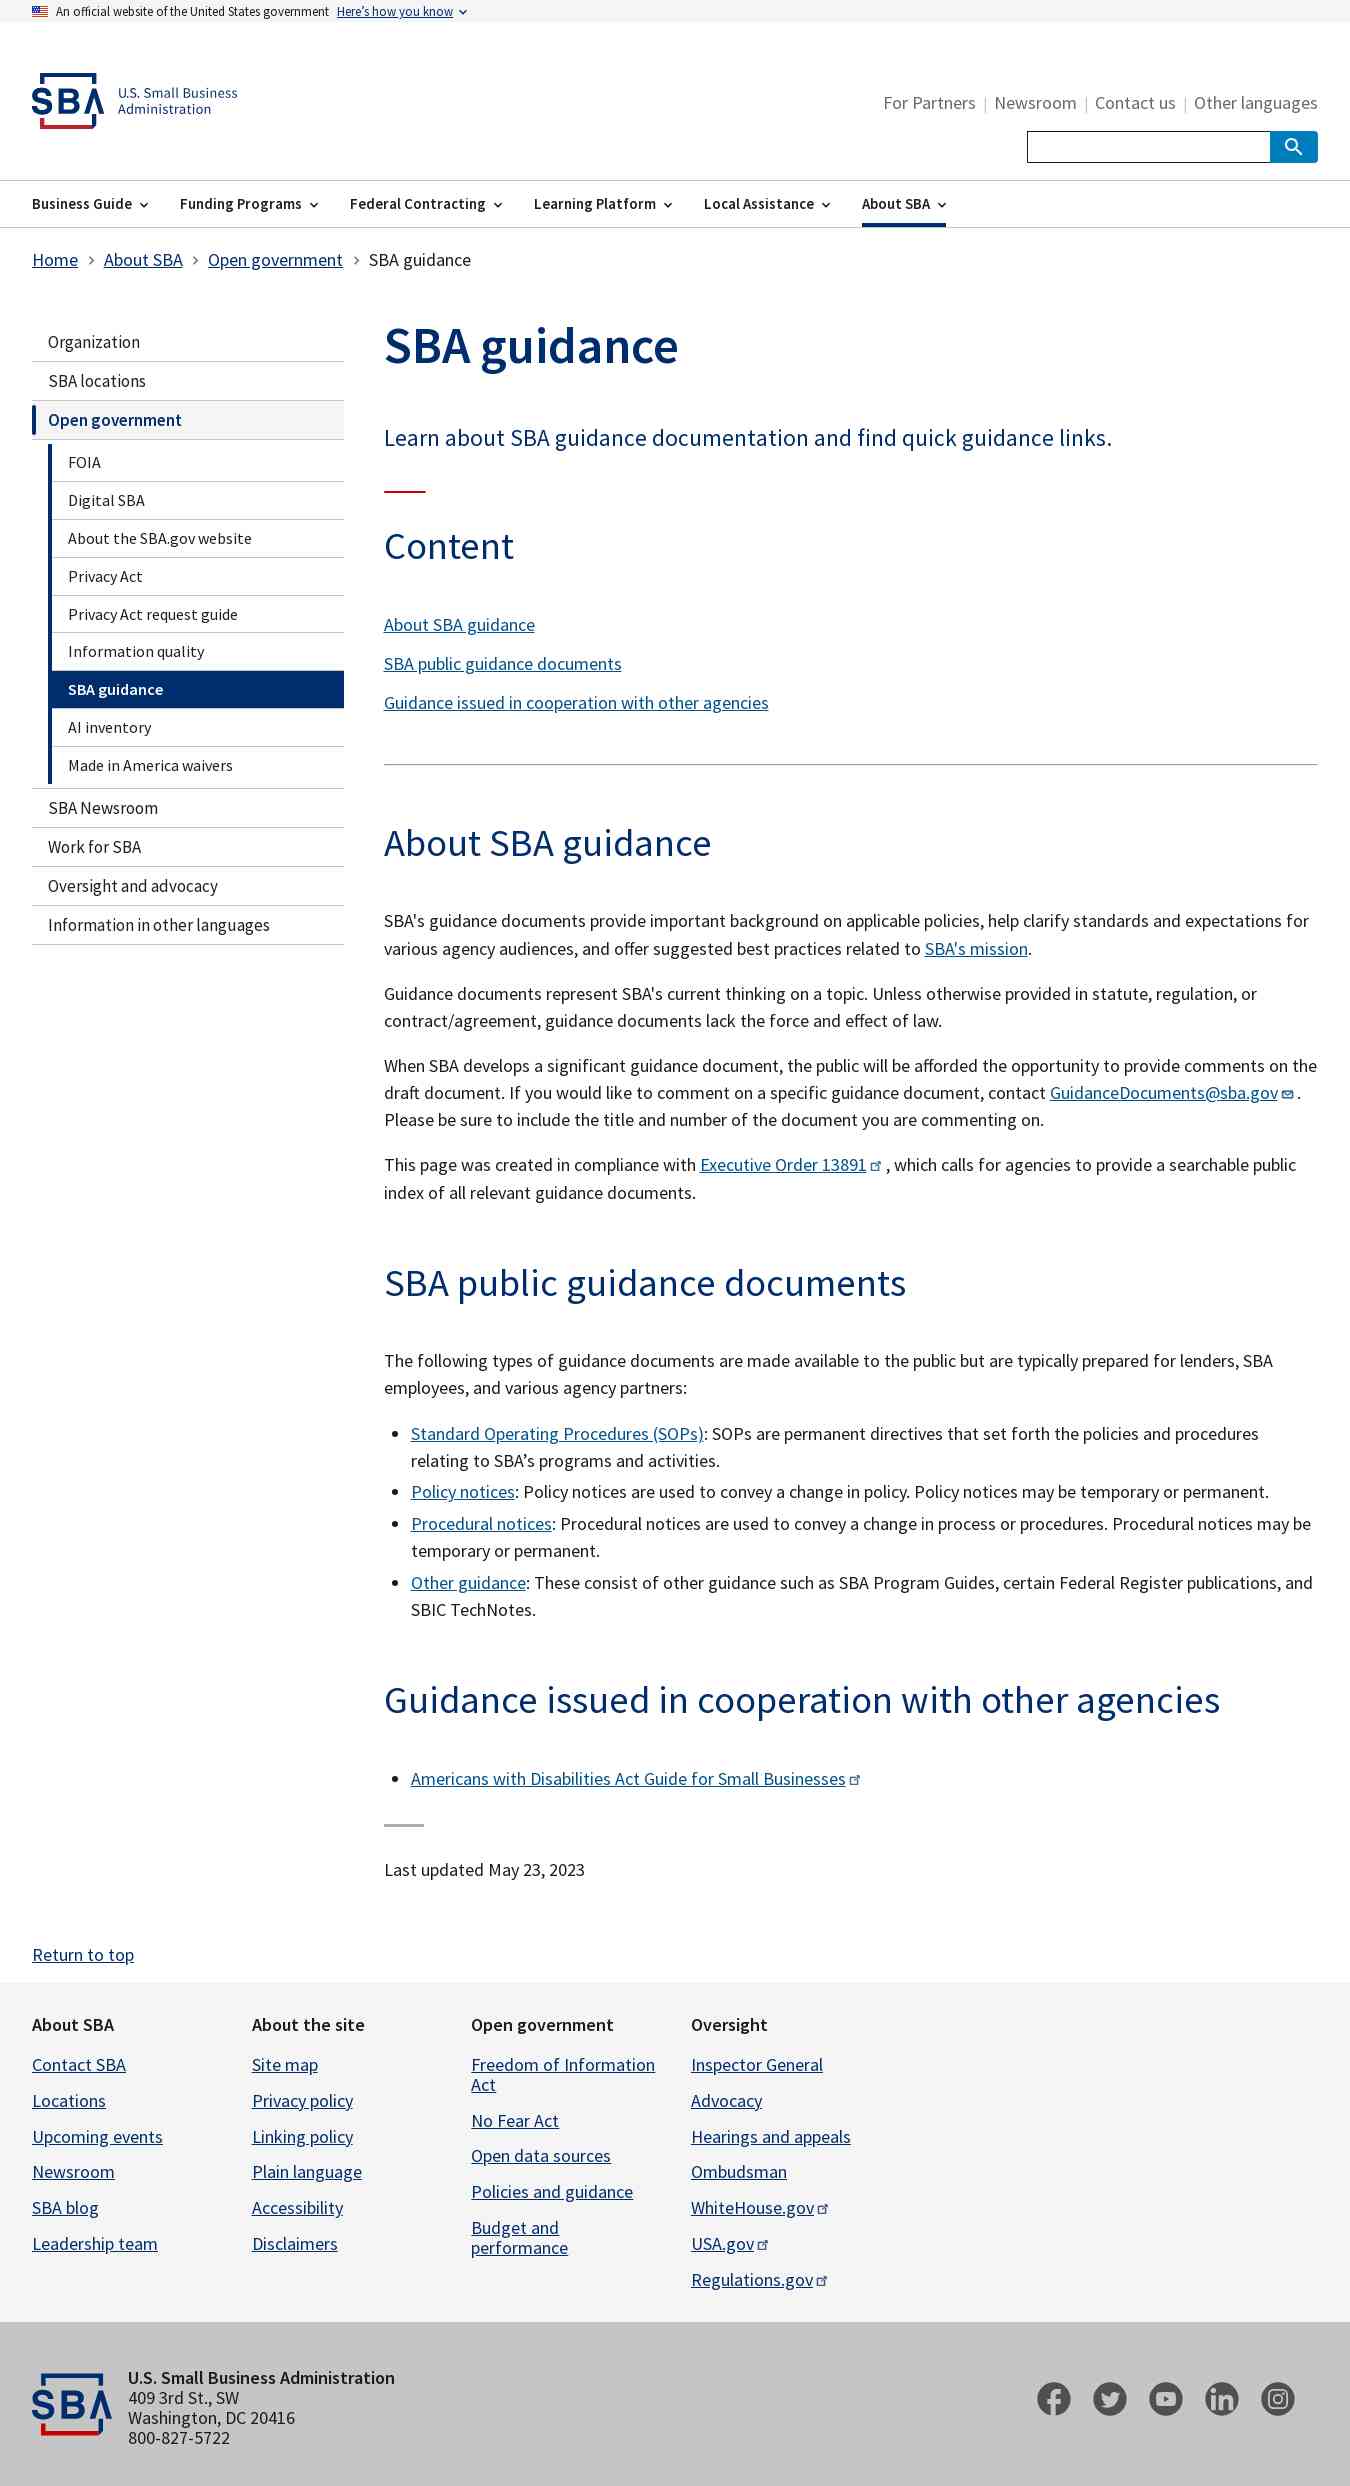 An official website of the United States government Here’s how you know
SBA U.S. Small Business
Administration
For Partners | Newsroom | Contact us | Other languages
Business Guide Funding Programs Federal Contracting Learning Platform Local Assistance About SBA
Home > About SBA > Open government > SBA guidance
Organization
SBA locations
Open government
FOIA
Digital SBA
About the SBA.gov website
Privacy Act
Privacy Act request guide
Information quality
SBA guidance
AI inventory
Made in America waivers
SBA Newsroom
Work for SBA
Oversight and advocacy
Information in other languages
SBA guidance
Learn about SBA guidance documentation and find quick guidance links.
Content
About SBA guidance
SBA public guidance documents
Guidance issued in cooperation with other agencies
About SBA guidance
SBA's guidance documents provide important background on applicable policies, help clarify standards and expectations for
various agency audiences, and offer suggested best practices related to SBA's mission.
Guidance documents represent SBA's current thinking on a topic. Unless otherwise provided in statute, regulation, or
contract/agreement, guidance documents lack the force and effect of law.
When SBA develops a significant guidance document, the public will be afforded the opportunity to provide comments on the
draft document. If you would like to comment on a specific guidance document, contact GuidanceDocuments@sba.gov .
Please be sure to include the title and number of the document you are commenting on.
This page was created in compliance with Executive Order 13891 , which calls for agencies to provide a searchable public
index of all relevant guidance documents.
SBA public guidance documents
The following types of guidance documents are made available to the public but are typically prepared for lenders, SBA
employees, and various agency partners:
• Standard Operating Procedures (SOPs): SOPs are permanent directives that set forth the policies and procedures
relating to SBA’s programs and activities.
• Policy notices: Policy notices are used to convey a change in policy. Policy notices may be temporary or permanent.
• Procedural notices: Procedural notices are used to convey a change in process or procedures. Procedural notices may be
temporary or permanent.
• Other guidance: These consist of other guidance such as SBA Program Guides, certain Federal Register publications, and
SBIC TechNotes.
Guidance issued in cooperation with other agencies
• Americans with Disabilities Act Guide for Small Businesses
Last updated May 23, 2023
Return to top
About SBA
Contact SBA
Locations
Upcoming events
Newsroom
SBA blog
Leadership team
About the site
Site map
Privacy policy
Linking policy
Plain language
Accessibility
Disclaimers
Open government
Freedom of Information
Act
No Fear Act
Open data sources
Policies and guidance
Budget and
performance
Oversight
Inspector General
Advocacy
Hearings and appeals
Ombudsman
WhiteHouse.gov
USA.gov
Regulations.gov
SBA
U.S. Small Business Administration
409 3rd St., SW
Washington, DC 20416
800-827-5722